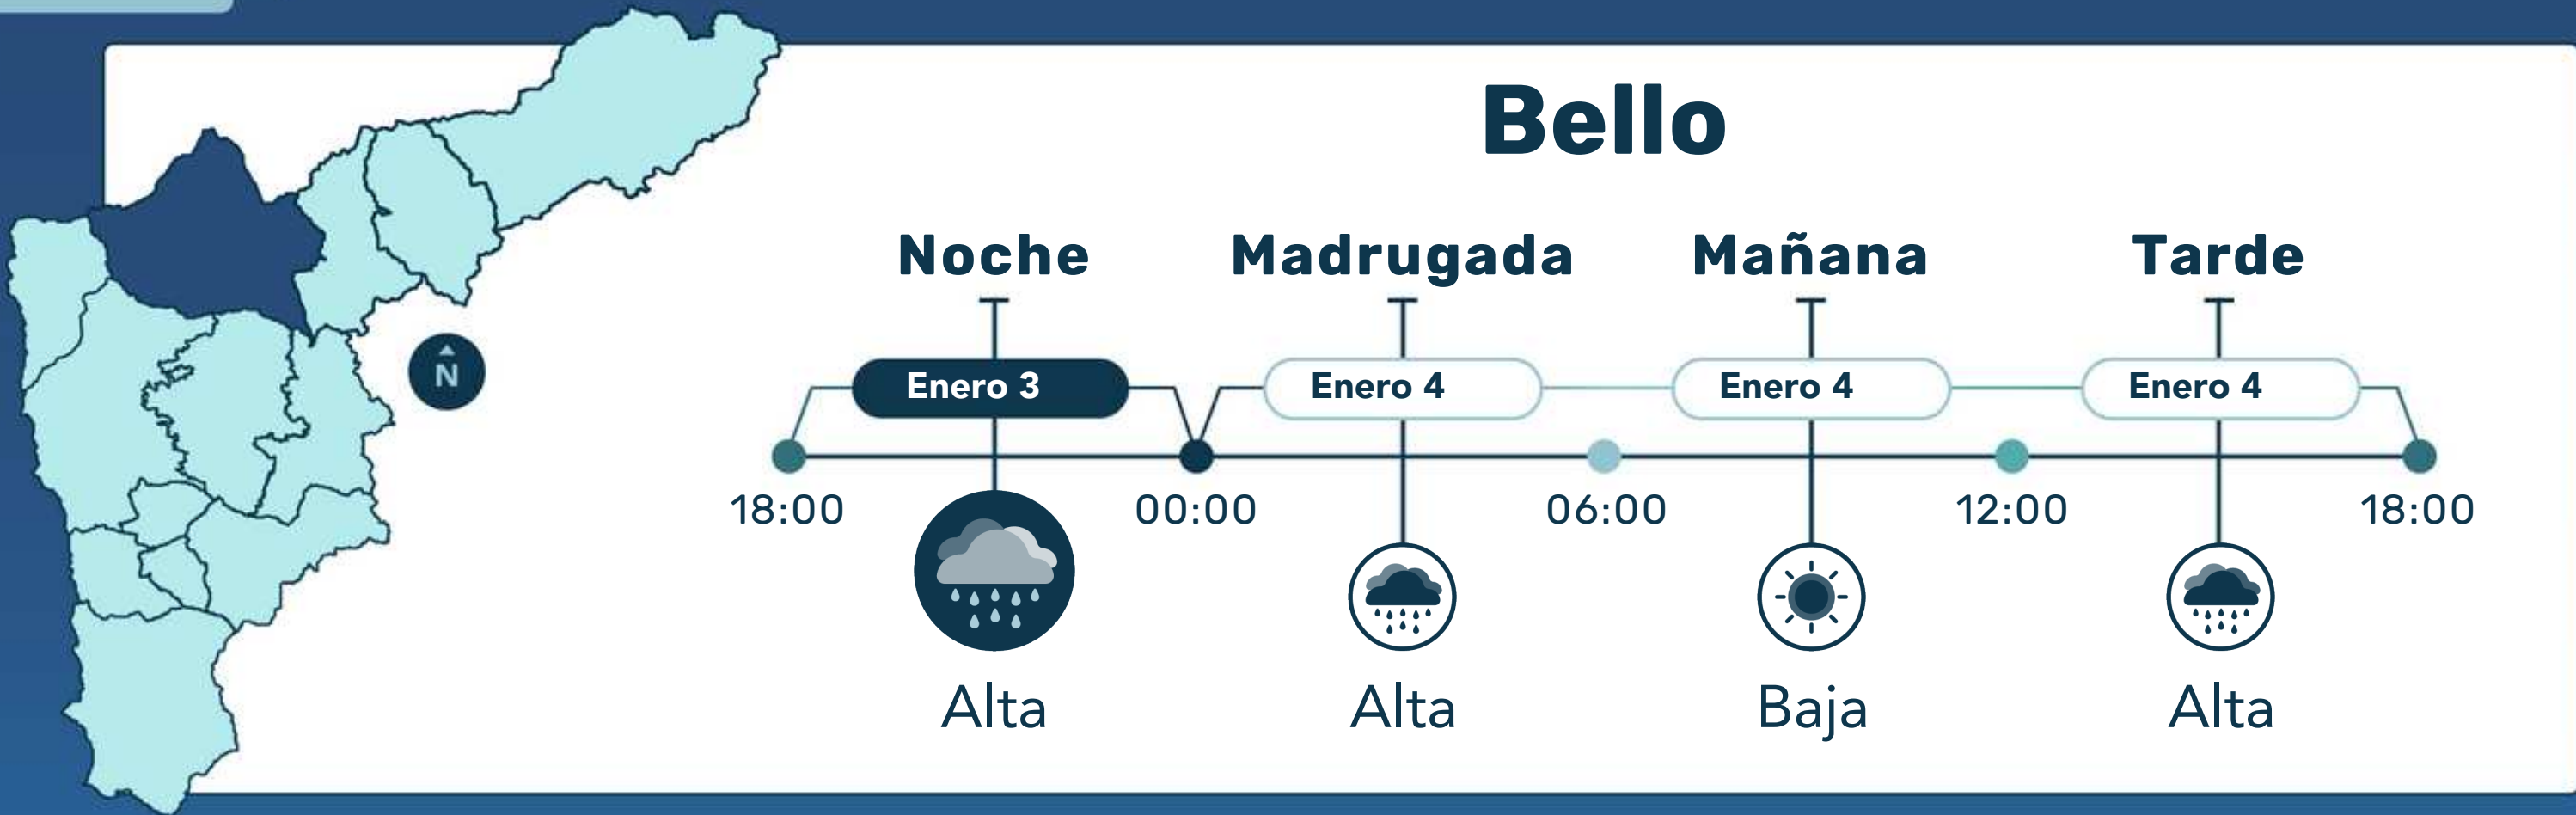 Bello
Noche Madrugada Mañana Tarde
Enero 3 Enero 4 Enero 4 Enero 4
N
18:00 00:00 06:00 12:00 18:00
Alta Alta Baja Alta